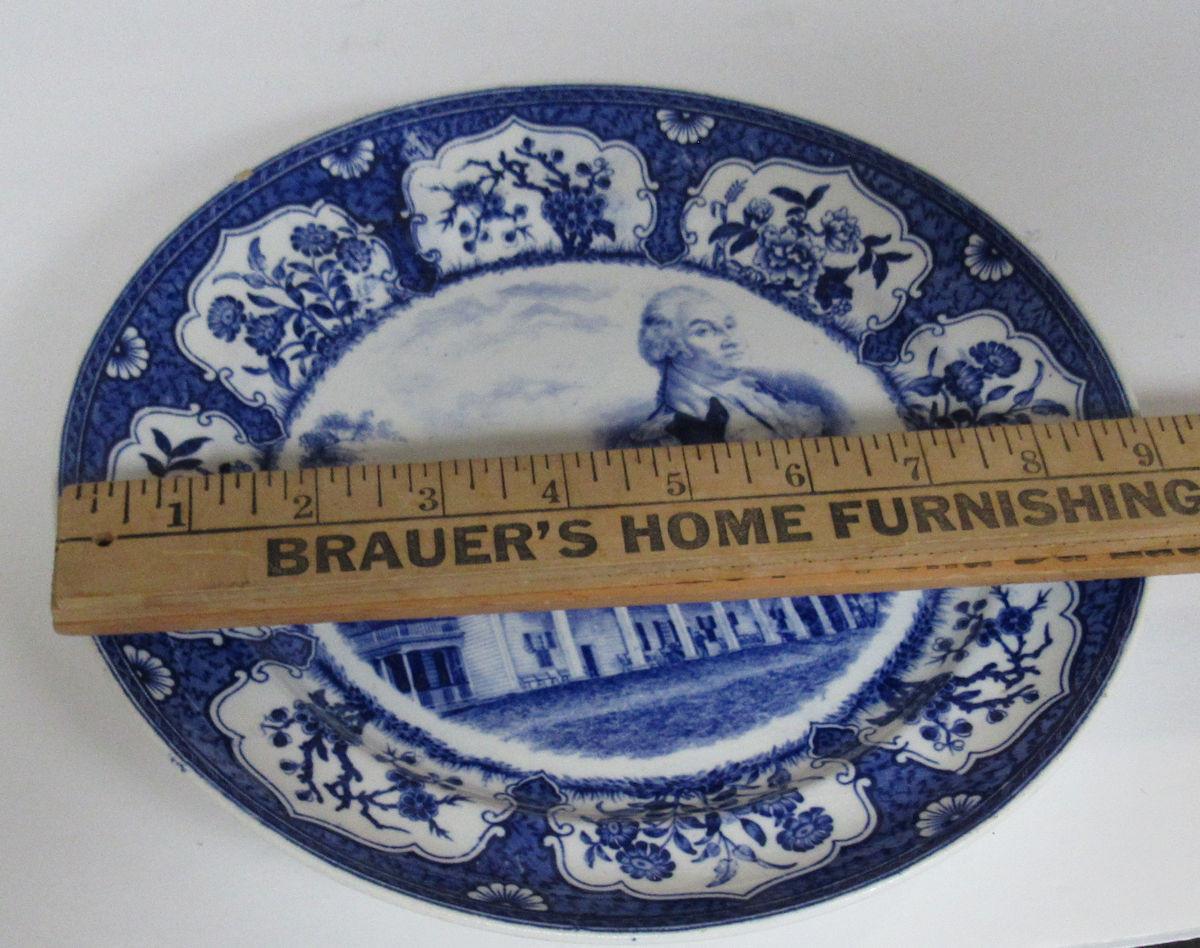 1 2 3 4 5 6 7 8 9
BRAUER'S HOME FURNISHING